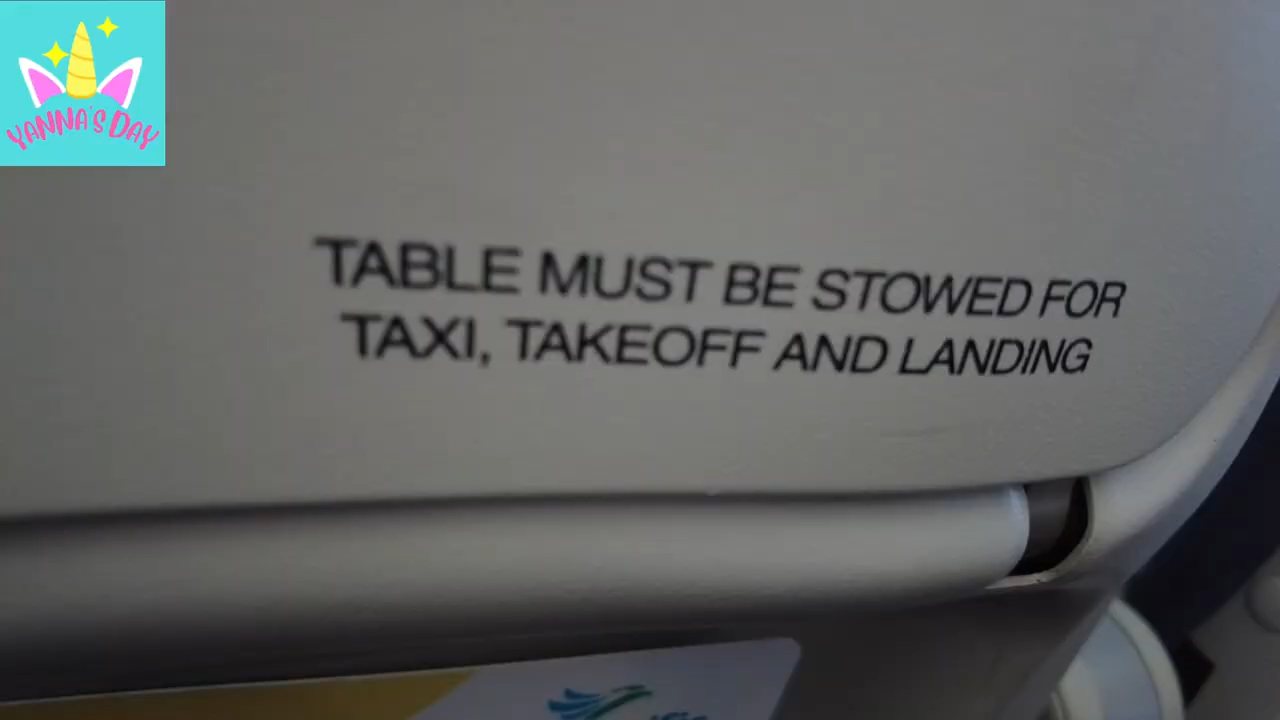 YANNA'S DAY
TABLE MUST BE STOWED FOR
TAXI, TAKEOFF AND LANDING